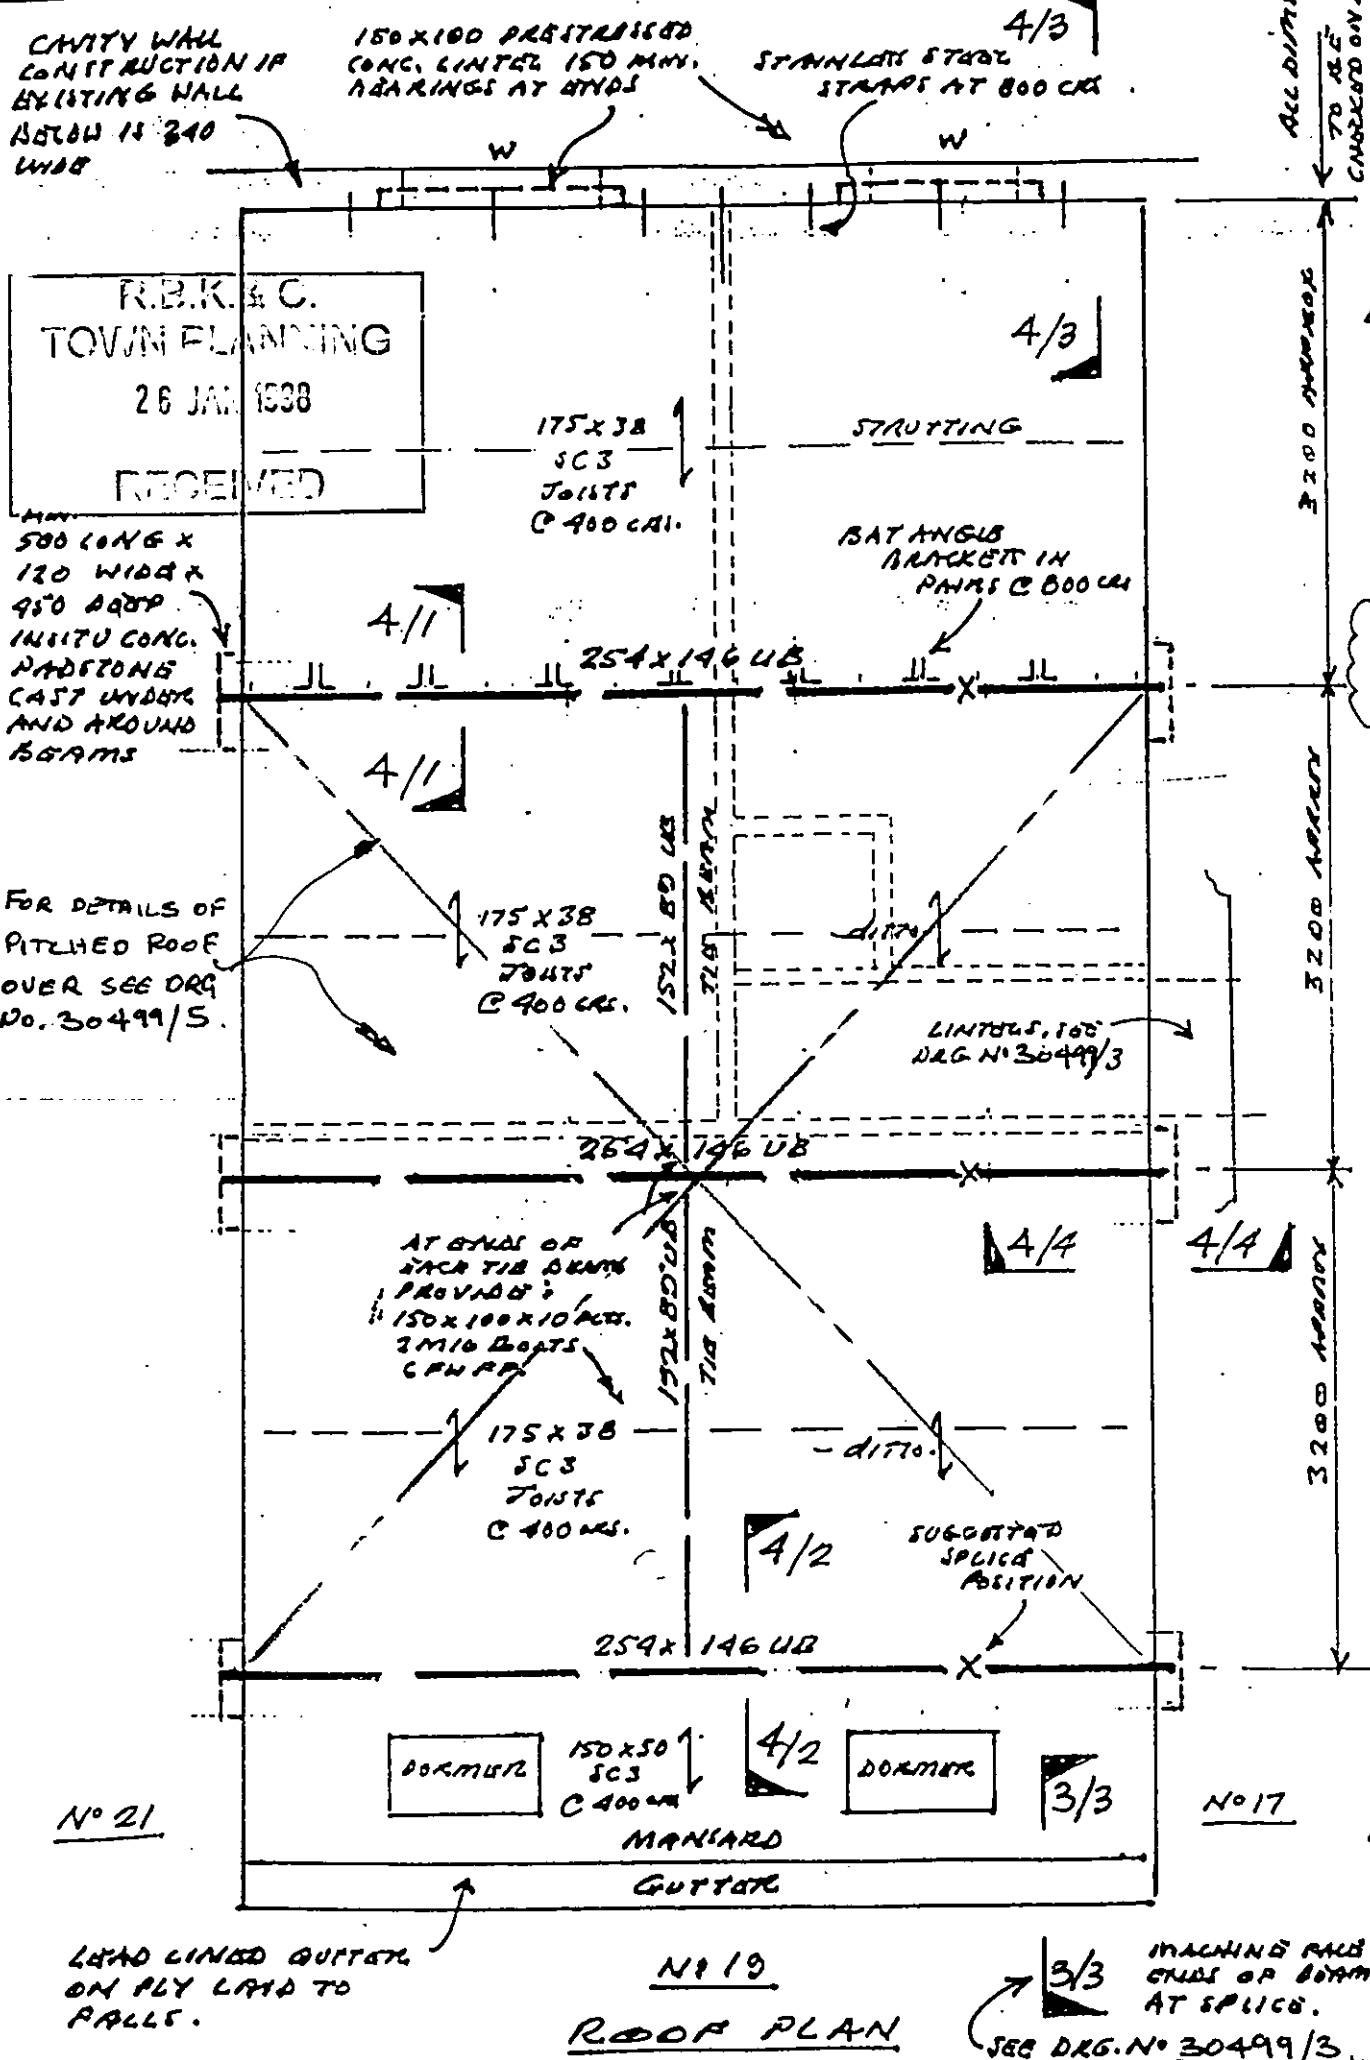 CAVITY WALL
CONSTRUCTION IF
EXISTING WALL
BELOW IS 240
WIDE
150 X 100 PRESTRESSED
CONC. LINTEL 150 MIN.
BEARINGS AT ENDS
STAINLESS STEEL
STRAPS AT 800 CRS.
4/3
TO BE
W
W
R.B.K. & C.
TOWN PLANNING
26 JAN 1998
RECEIVED
4/3
3200 APPROX
175 X 38
SC3
JOISTS
@ 400 CRS.
STRUTTING
MIN.
500 LONG X
120 WIDE X
450 DEEP
INSITU CONC.
PADSTONE
CAST UNDER
AND AROUND
BEAMS
BAT ANGLE
BRACKETS IN
PAIRS @ 800 CRS
4/1
254 X 146 UB
X
4/1
152 X 89 UB
TIE BEAM
3200 APPROX
FOR DETAILS OF
PITCHED ROOF
OVER SEE DRG
No. 30499/5.
175 X 38
SC3
JOISTS
@ 400 CRS.
- ditto.
LINTELS, SEE
DRG No 30499/3
254 X 146 UB
X
4/4
4/4
AT ENDS OF
EACH TIE BEAM
PROVIDE:
150 X 100 X 10 PLTS.
2 M16 BOLTS
6 FW PP.
152 X 89 UB
TIE BEAM
3200 APPROX
175 X 38
SC3
JOISTS
@ 400 CRS.
- ditto.
4/2
SUGGESTED
SPLICE
POSITION
254 X 146 UB
X
DORMER
150 X 50
SC3
@ 400 CRS
4/2
DORMER
3/3
No 21
No 17
MANSARD
GUTTER
LEAD LINED GUTTER
ON PLY LAID TO
FALLS.
No 19
ROOF PLAN
3/3
MACHINE FACE
ENDS OF BEAM
AT SPLICE.
SEE DRG. No 30499/3.